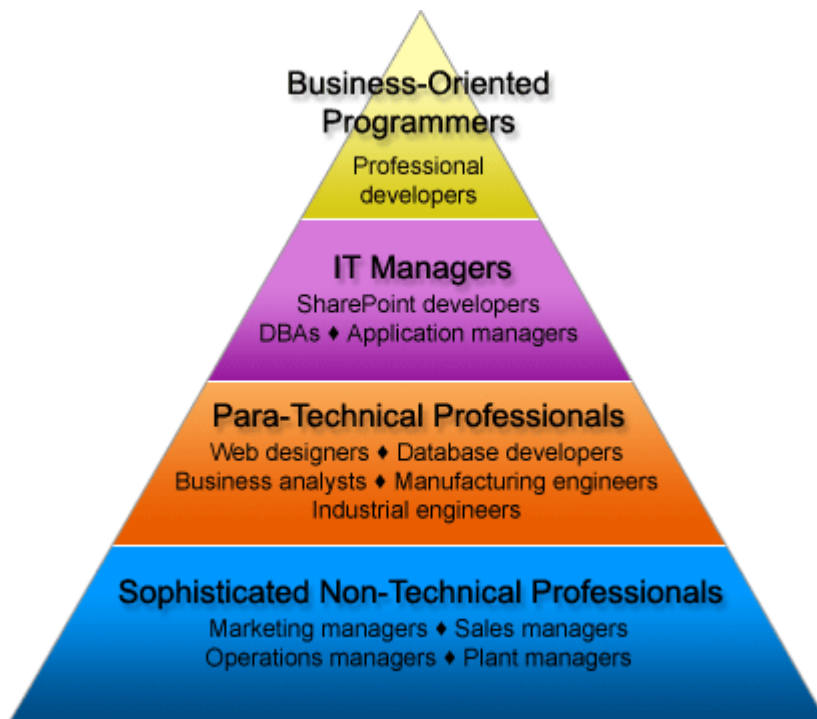 Business-Oriented
Programmers
Professional
developers
IT Managers
SharePoint developers
DBAs ♦ Application managers
Para-Technical Professionals
Web designers ♦ Database developers
Business analysts ♦ Manufacturing engineers
Industrial engineers
Sophisticated Non-Technical Professionals
Marketing managers ♦ Sales managers
Operations managers ♦ Plant managers